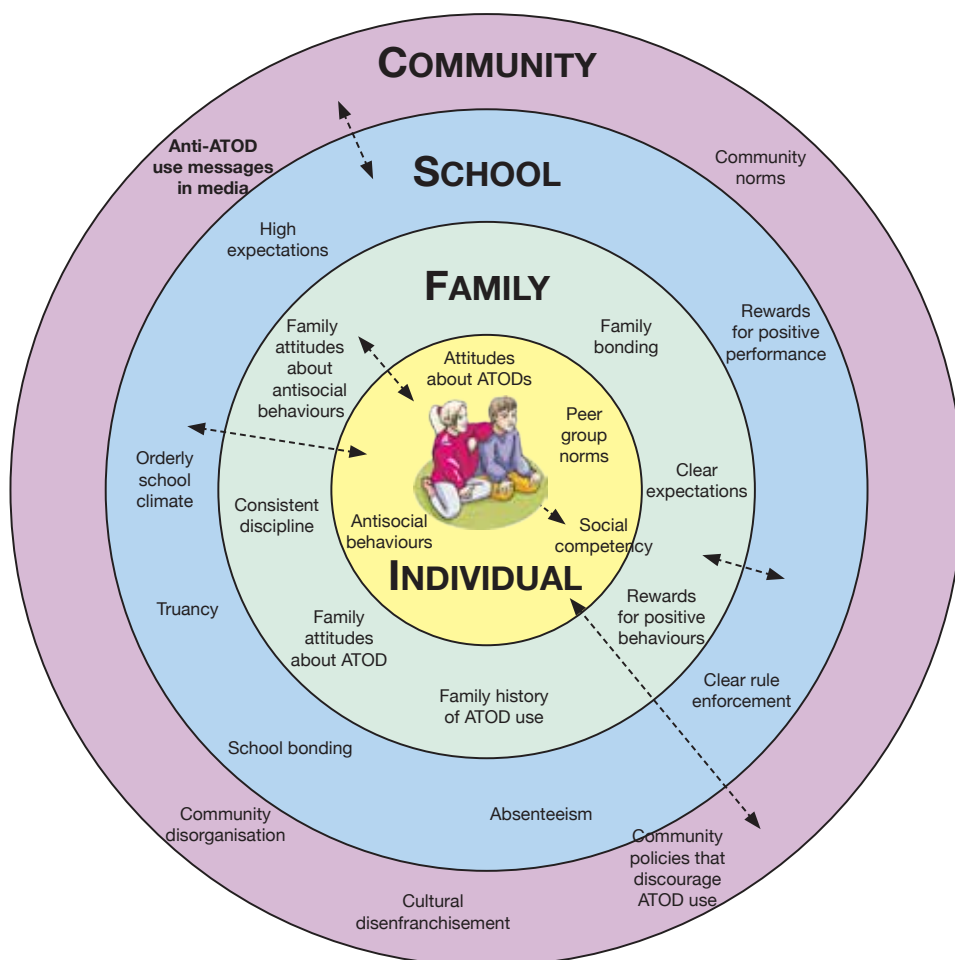 COMMUNITY
Anti-ATOD
use messages
in media
Community
norms
SCHOOL
High
expectations
Rewards
for positive
performance
Orderly
school
climate
Truancy
School bonding
Absenteeism
Clear rule
enforcement
FAMILY
Family
attitudes
about
antisocial
behaviours
Family
bonding
Consistent
discipline
Clear
expectations
Family
attitudes
about ATOD
Rewards
for positive
behaviours
Family history
of ATOD use
Attitudes
about ATODs
Peer
group
norms
Antisocial
behaviours
Social
competency
INDIVIDUAL
Community
disorganisation
Cultural
disenfranchisement
Community
policies that
discourage
ATOD use